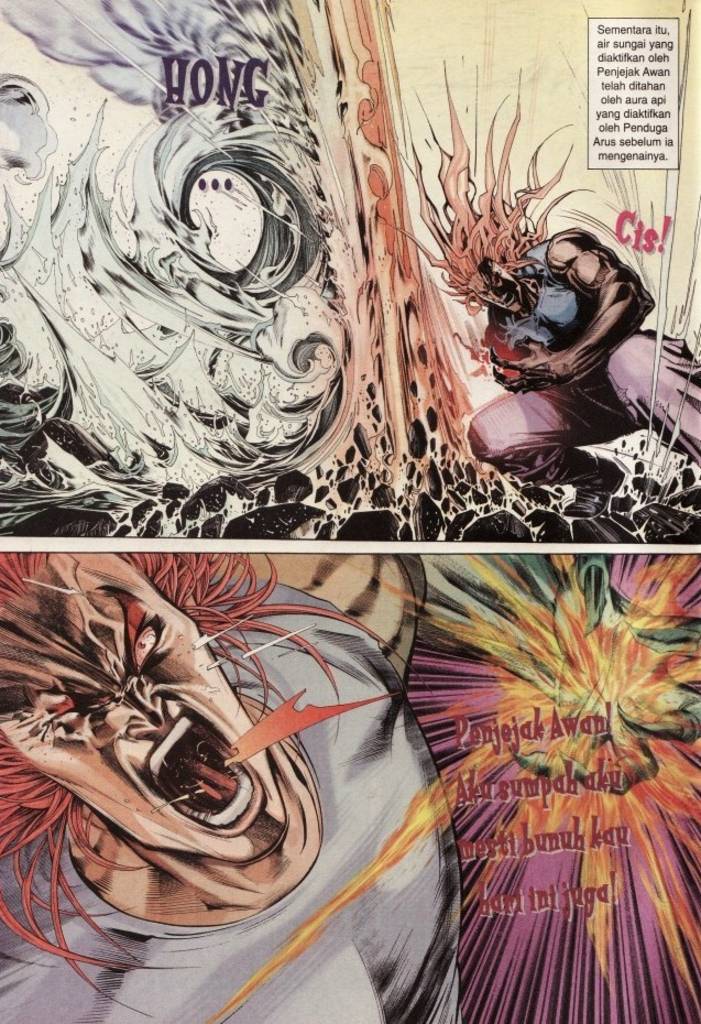 HONG
•••
Sementara itu,
air sungai yang
diaktifkan oleh
Penjejak Awan
telah ditahan
oleh aura api
yang diaktifkan
oleh Penduga
Arus sebelum ia
mengenainya.
Cis!
Penjejak Awan!
Aku sumpah aku
mesti bunuh kau
hari ini juga!